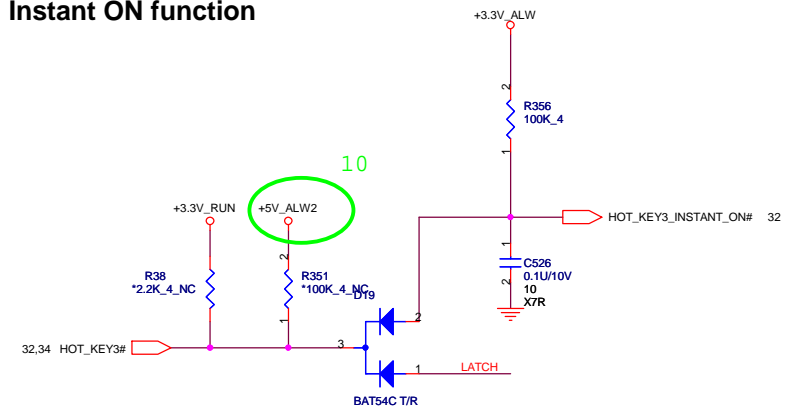 Instant ON function
+3.3V_ALW
2
R356
100K_4
1
10
+3.3V_RUN
+5V_ALW2
HOT_KEY3_INSTANT_ON# 32
R38
*2.2K_4_NC
2
R351
*100K_4_NC
1
1
C526
0.1U/10V
2
10
X7R
D19
2
32,34 HOT_KEY3#
3
1
LATCH
BAT54C T/R